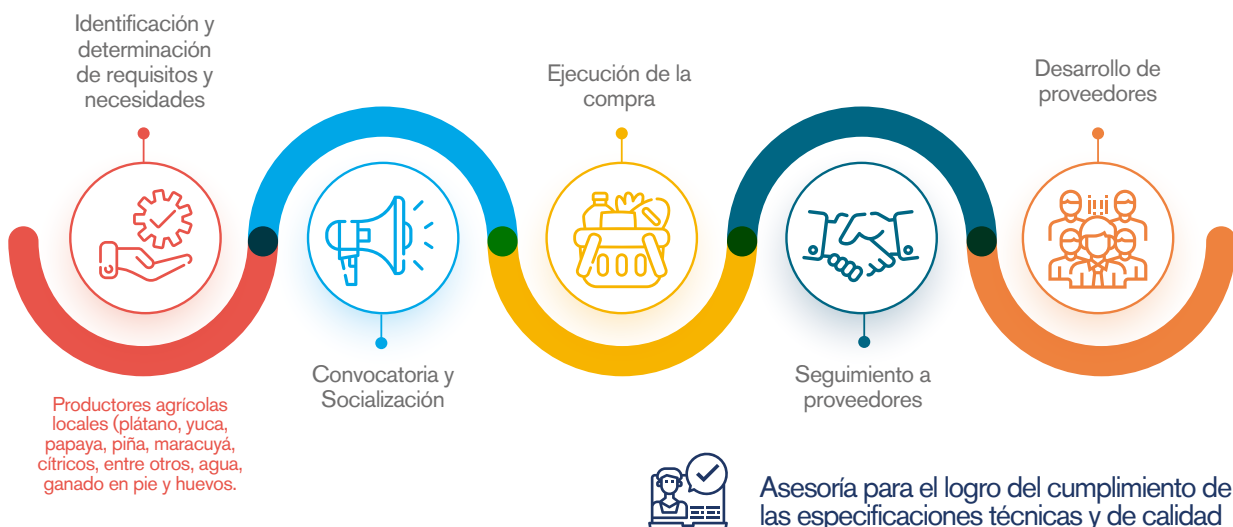 Identificación y
determinación
de requisitos y
necesidades
Ejecución de la
compra
Desarrollo de
proveedores
Convocatoria y
Socialización
Seguimiento a
proveedores
Productores agrícolas
locales (plátano, yuca,
papaya, piña, maracuyá,
cítricos, entre otros, agua,
ganado en pie y huevos.
Asesoría para el logro del cumplimiento de
las especificaciones técnicas y de calidad